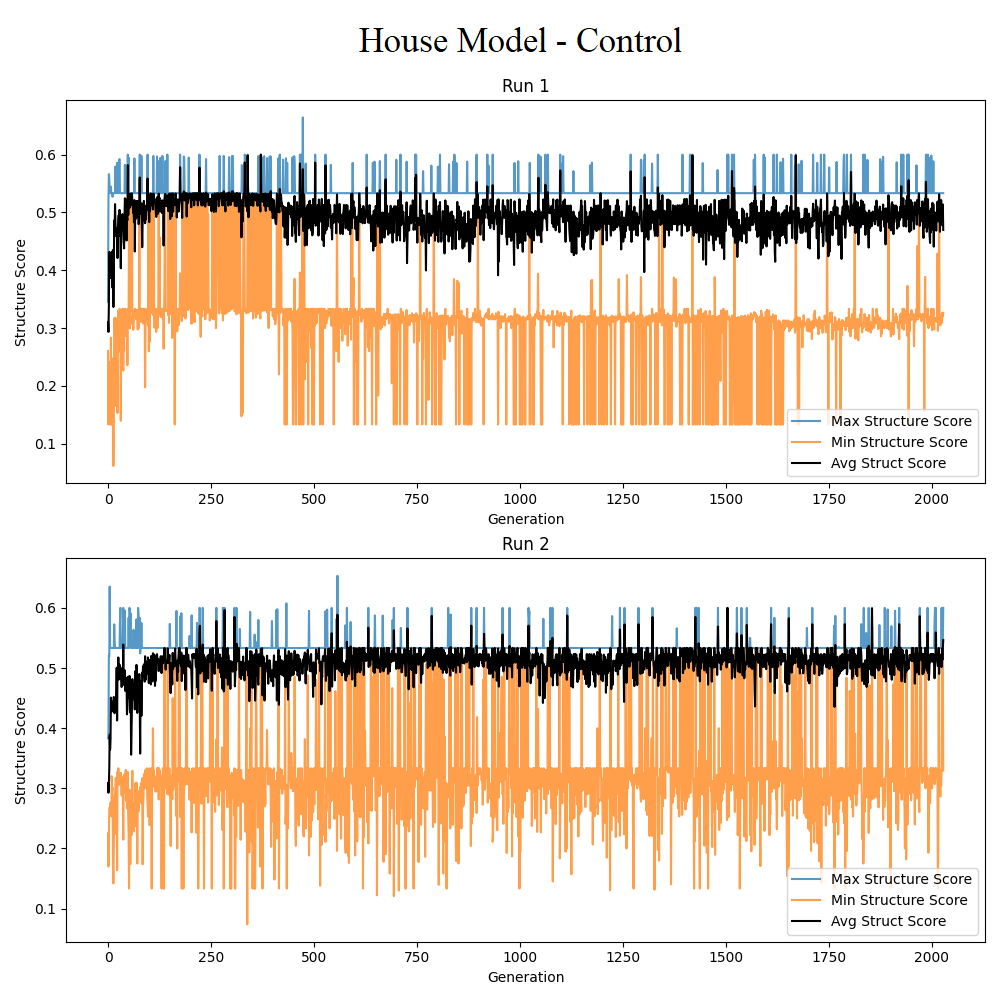 House Model - Control
Run 1
Structure Score
0.6
0.5
0.4
0.3
0.2
0.1
Max Structure Score
Min Structure Score
Avg Struct Score
0 250 500 750 1000 1250 1500 1750 2000
Generation
Run 2
Structure Score
0.6
0.5
0.4
0.3
0.2
0.1
Max Structure Score
Min Structure Score
Avg Struct Score
0 250 500 750 1000 1250 1500 1750 2000
Generation